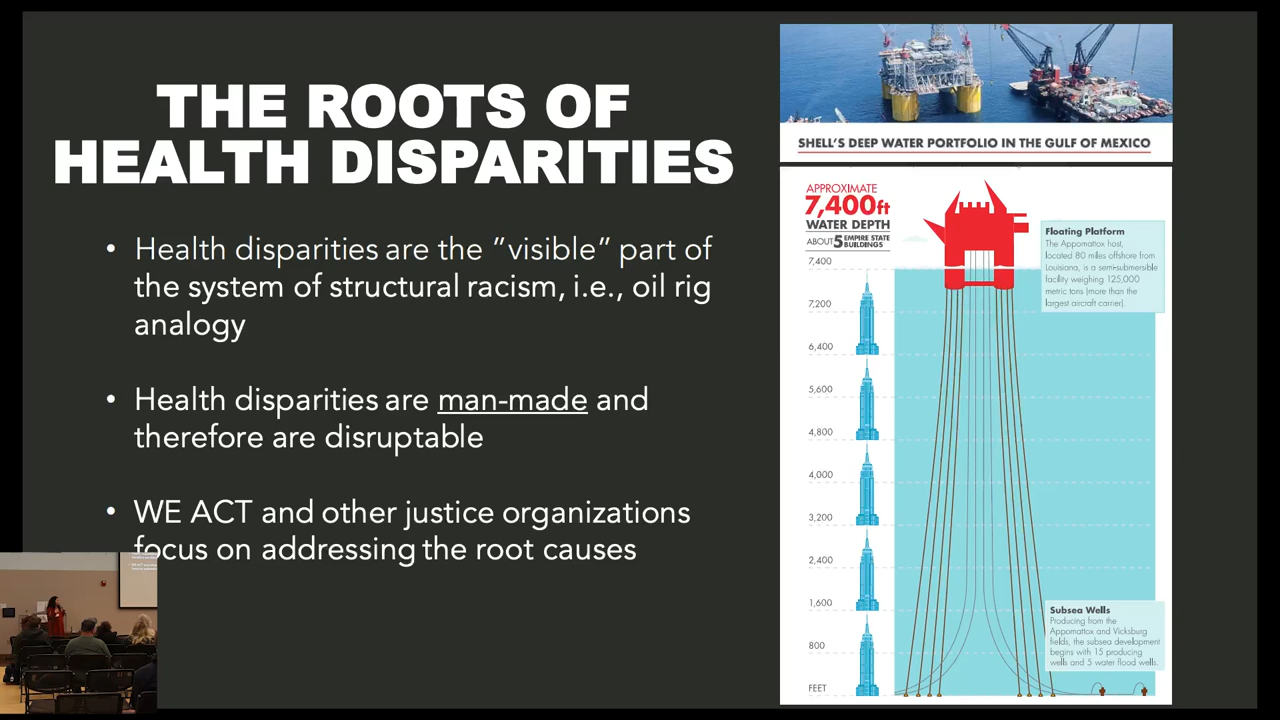 THE ROOTS OF
HEALTH DISPARITIES
• Health disparities are the ”visible” part of
the system of structural racism, i.e., oil rig
analogy
• Health disparities are man-made and
therefore are disruptable
• WE ACT and other justice organizations
focus on addressing the root causes
SHELL'S DEEP WATER PORTFOLIO IN THE GULF OF MEXICO
APPROXIMATE
7,400ft
WATER DEPTH
ABOUT 5 EMPIRE STATE
BUILDINGS
7,400
7,200
6,400
5,600
4,800
4,000
3,200
2,400
1,600
800
FEET
Floating Platform
The Appomattox host,
located 80 miles offshore from
Louisiana, is a semi-submersible
facility weighing 125,000
metric tons (more than the
largest aircraft carrier).
Subsea Wells
Producing from the
Appomattox and Vicksburg
fields, the subsea development
begins with 15 producing
wells and 5 water flood wells.